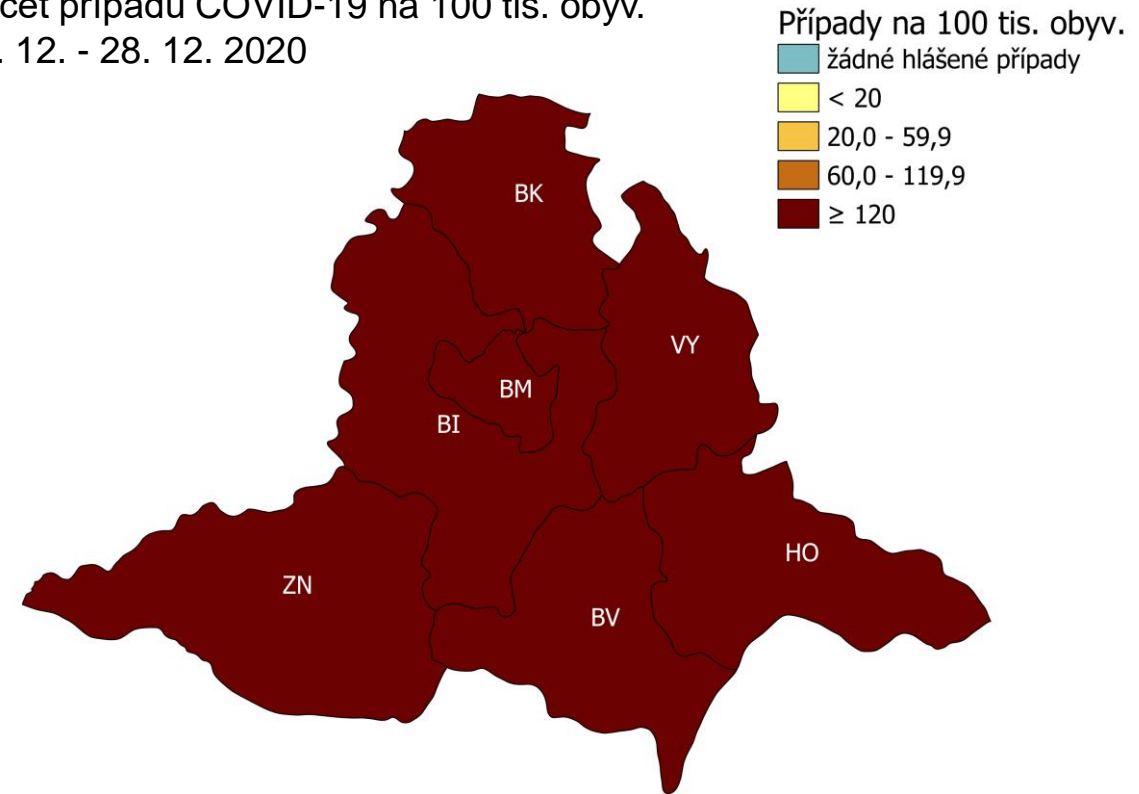 čet případů COVID-19 na 100 tis. obyv.
. 12. - 28. 12. 2020
Případy na 100 tis. obyv.
žádné hlášené případy
< 20
20,0 - 59,9
60,0 - 119,9
≥ 120
BK
VY
BM
BI
HO
ZN
BV